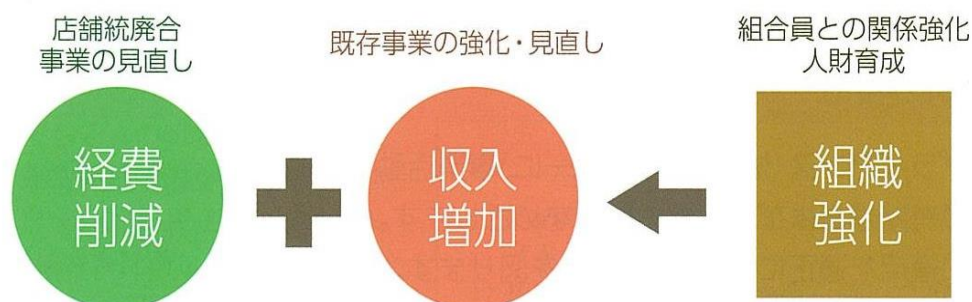 店舗統廃合
事業の見直し
既存事業の強化・見直し
組合員との関係強化
人財育成
経費
削減
収入
増加
組織
強化